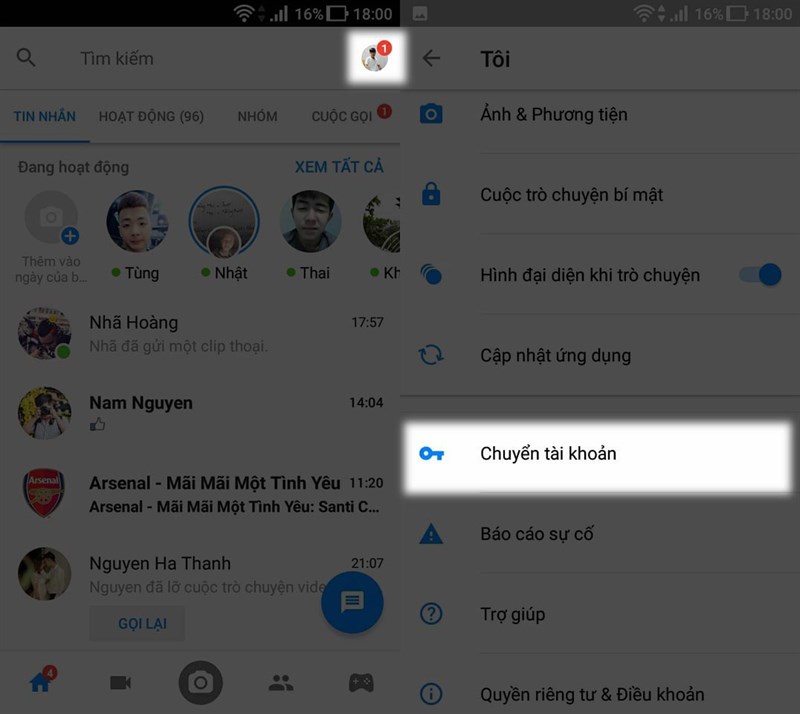 16% 18:00
Tìm kiếm
1
TIN NHẮN HOẠT ĐỘNG (96) NHÓM CUỘC GỌI 1
Đang hoạt động XEM TẤT CẢ
Thêm vào
ngày của b...
Tùng
Nhật
Thai
Kh
Nhã Hoàng 17:57
Nhã đã gửi một clip thoại.
Nam Nguyen 14:04
Arsenal
Arsenal - Mãi Mãi Một Tình Yêu 11:20
Arsenal - Mãi Mãi Một Tình Yêu: Santi C...
Nguyen Ha Thanh 21:07
Nguyen đã lỡ cuộc trò chuyện vide
GỌI LẠI
4
16% 18:00
Tôi
Ảnh & Phương tiện
Cuộc trò chuyện bí mật
Hình đại diện khi trò chuyện
Cập nhật ứng dụng
Chuyển tài khoản
Báo cáo sự cố
Trợ giúp
Quyền riêng tư & Điều khoản